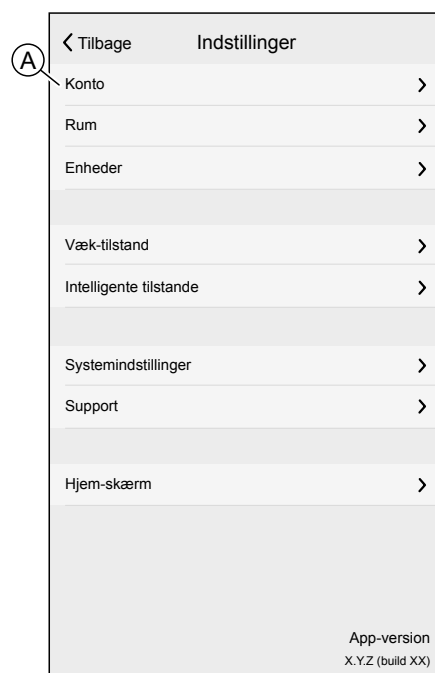 Tilbage Indstillinger
A
Konto
Rum
Enheder
Væk-tilstand
Intelligente tilstande
Systemindstillinger
Support
Hjem-skærm
App-version
X.Y.Z (build XX)